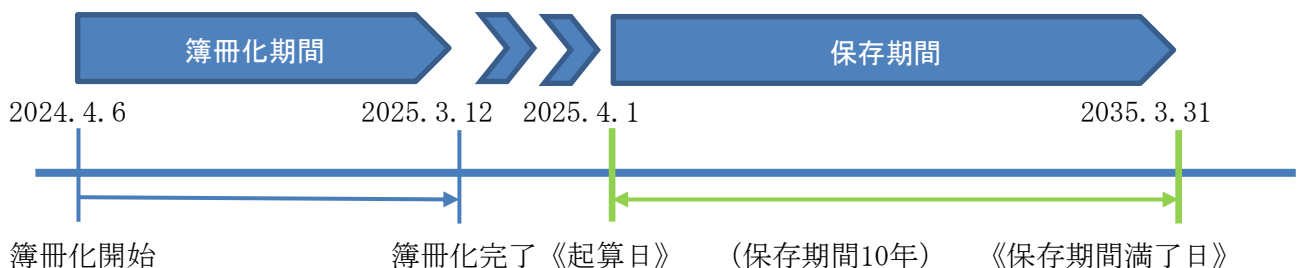 簿冊化期間 保存期間
2024.4.6 2025.3.12 2025.4.1 2035.3.31
簿冊化開始 簿冊化完了《起算日》 (保存期間10年) 《保存期間満了日》